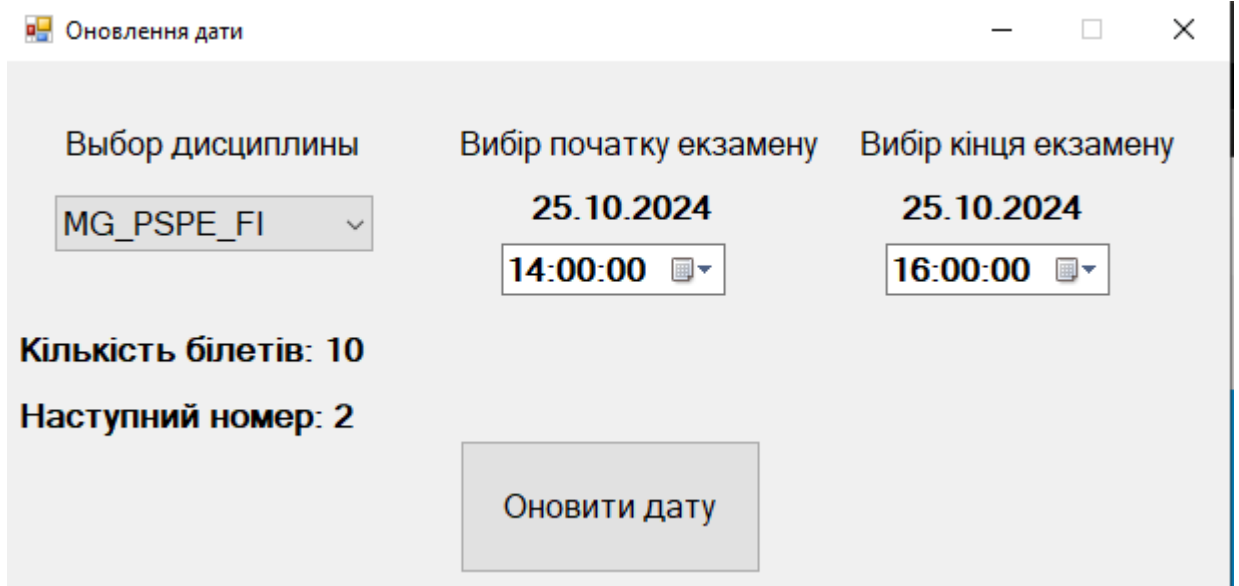 Оновлення дати
Выбор дисциплины
Вибір початку екзамену
Вибір кінця екзамену
25.10.2024
25.10.2024
MG_PSPE_FI
14:00:00
16:00:00
Кількість білетів: 10
Наступний номер: 2
Оновити дату